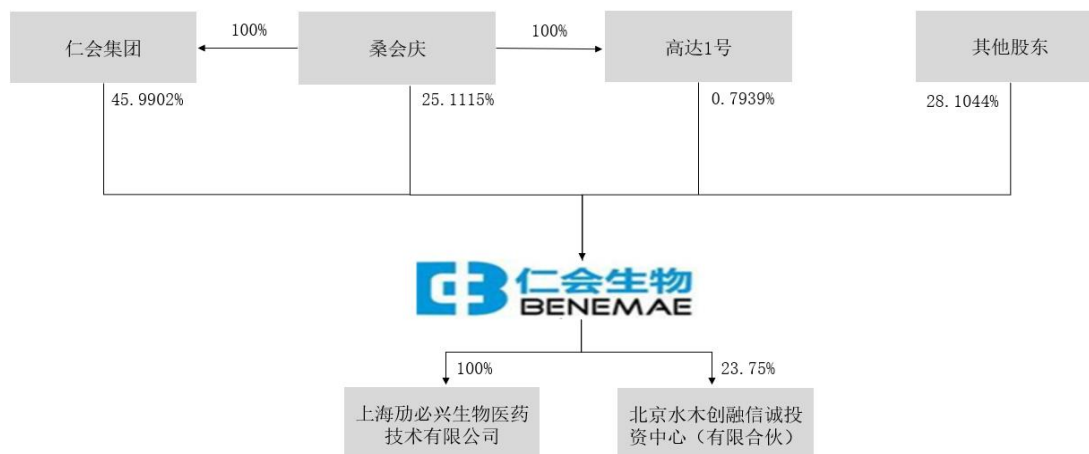 100%
100%
仁会集团
桑会庆
高达1号
其他股东
45.9902%
25.1115%
0.7939%
28.1044%
仁会生物
BENEMAE
100%
23.75%
上海劢必兴生物医药
技术有限公司
北京水木创融信诚投
资中心（有限合伙）